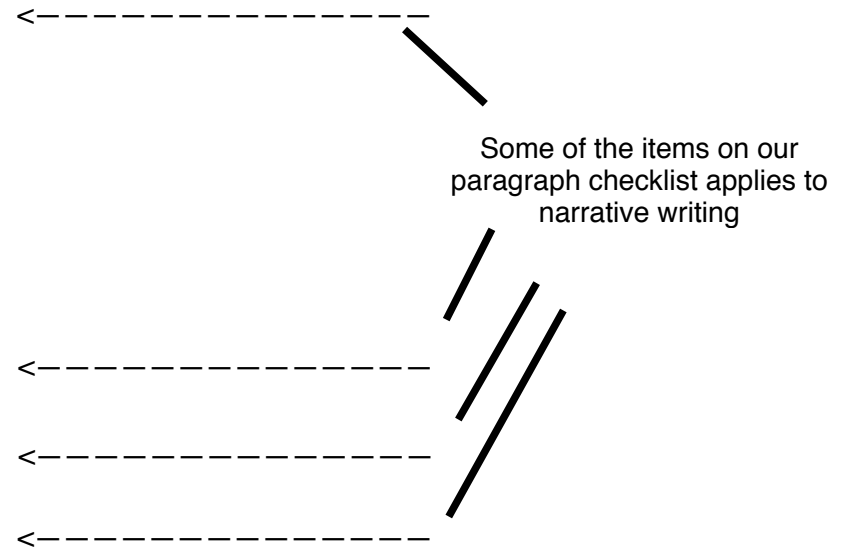 <– – – – – – – – – – – – – –
Some of the items on our
paragraph checklist applies to
narrative writing
<– – – – – – – – – – – – – –
<– – – – – – – – – – – – – –
<– – – – – – – – – – – – – –